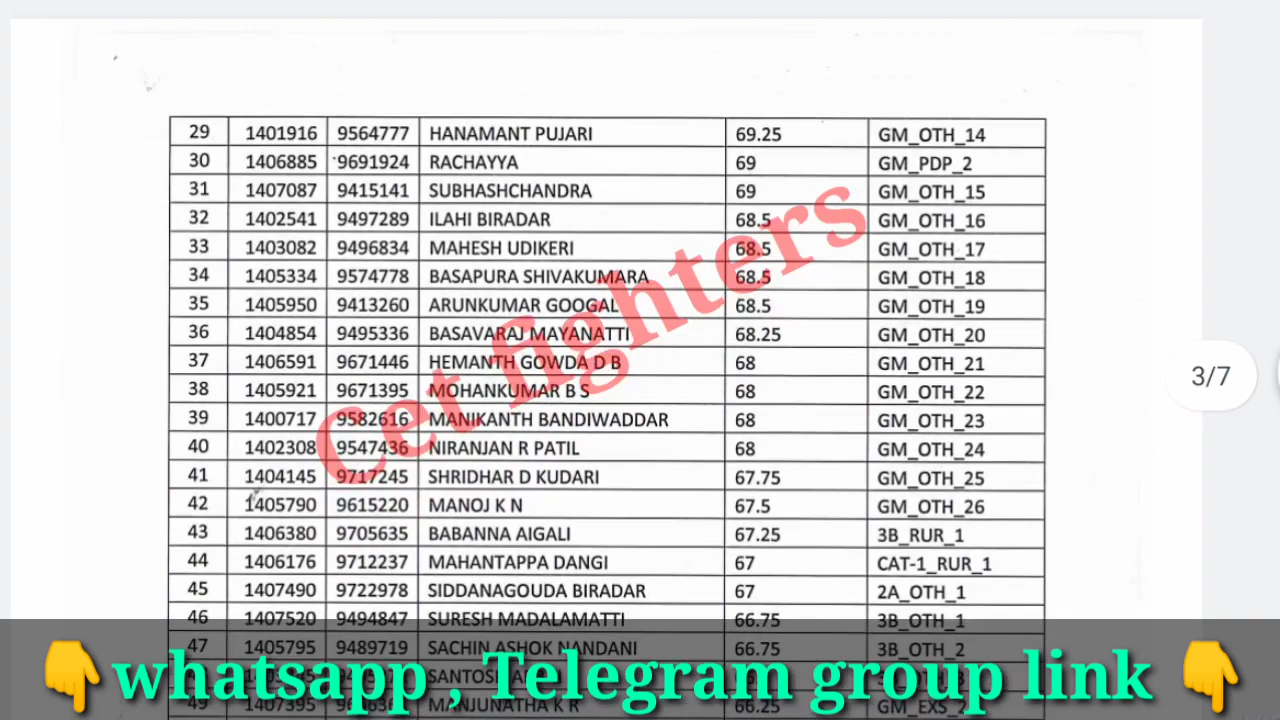 29 1401916 9564777 HANAMANT PUJARI 69.25 GM_OTH_14
30 1406885 9691924 RACHAYYA 69 GM_PDP_2
31 1407087 9415141 SUBHASHCHANDRA 69 GM_OTH_15
32 1402541 9497289 ILAHI BIRADAR 68.5 GM_OTH_16
33 1403082 9496834 MAHESH UDIKERI 68.5 GM_OTH_17
34 1405334 9574778 BASAPURA SHIVAKUMARA 68.5 GM_OTH_18
35 1405950 9413260 ARUNKUMAR GOOGAL 68.5 GM_OTH_19
36 1404854 9495336 BASAVARAJ MAYANATTI 68.25 GM_OTH_20
37 1406591 9671446 HEMANTH GOWDA D B 68 GM_OTH_21
38 1405921 9671395 MOHANKUMAR B S 68 GM_OTH_22
39 1400717 9582616 MANIKANTH BANDIWADDAR 68 GM_OTH_23
40 1402308 9547436 NIRANJAN R PATIL 68 GM_OTH_24
41 1404145 9717245 SHRIDHAR D KUDARI 67.75 GM_OTH_25
42 1405790 9615220 MANOJ K N 67.5 GM_OTH_26
43 1406380 9705635 BABANNA AIGALI 67.25 3B_RUR_1
44 1406176 9712237 MAHANTAPPA DANGI 67 CAT-1_RUR_1
45 1407490 9722978 SIDDANAGOUDA BIRADAR 67 2A_OTH_1
46 1407520 9494847 SURESH MADALAMATTI 66.75 3B_OTH_1
47 1405795 9489719 SACHIN ASHOK NANDANI 66.75 3B_OTH_2
49 1407395 MANJUNATHA K R 66.25
Cet fighters
3/7
👇whatsapp , Telegram group link 👇